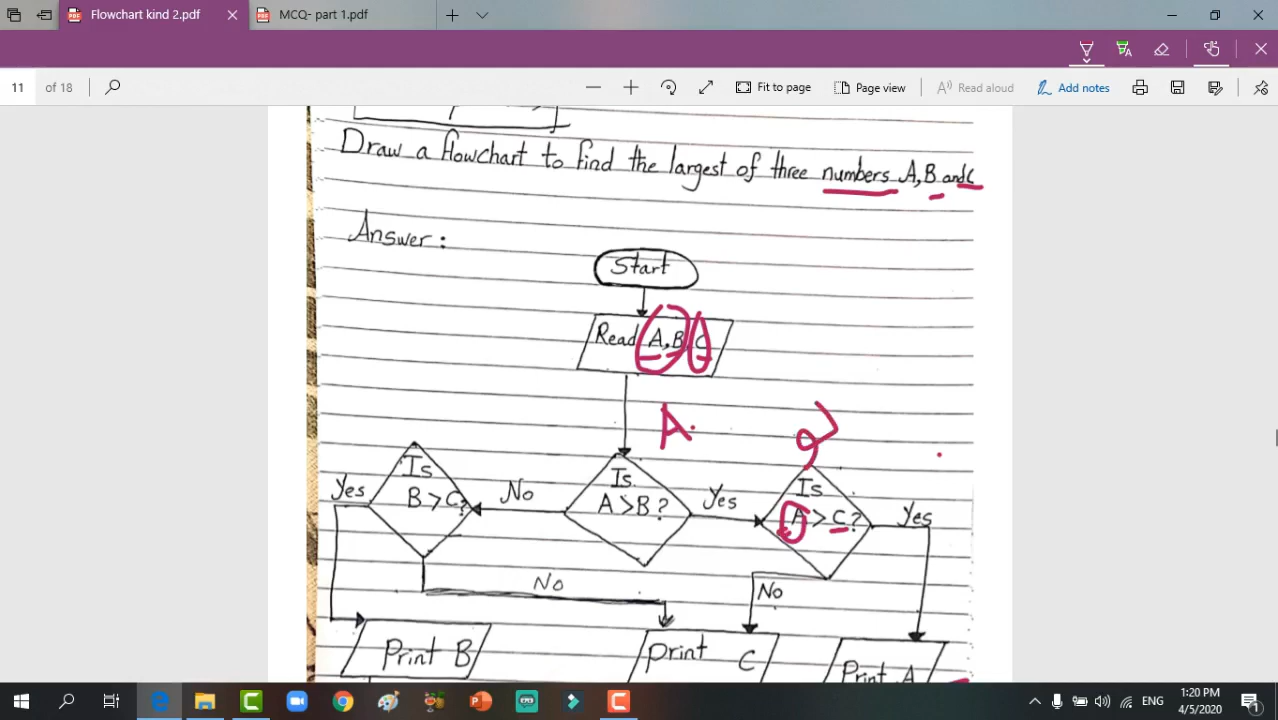 Flowchart kind 2.pdf
MCQ- part 1.pdf
11 of 18
Fit to page
Page view
Read aloud
Add notes
Draw a flowchart to find the largest of three numbers A, B and C
Answer :
Start
Read A, B, C
A
Is
B > C?
Yes
No
Is
A > B ?
Yes
Is
A > C ?
Yes
No
No
Print B
Print C
Print A
ENG
1:20 PM
4/5/2020